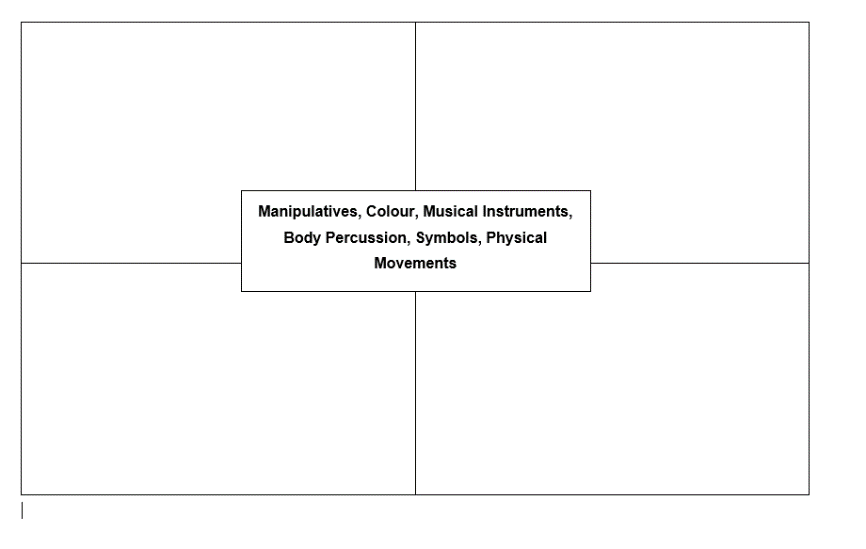 Manipulatives, Colour, Musical Instruments,
Body Percussion, Symbols, Physical
Movements